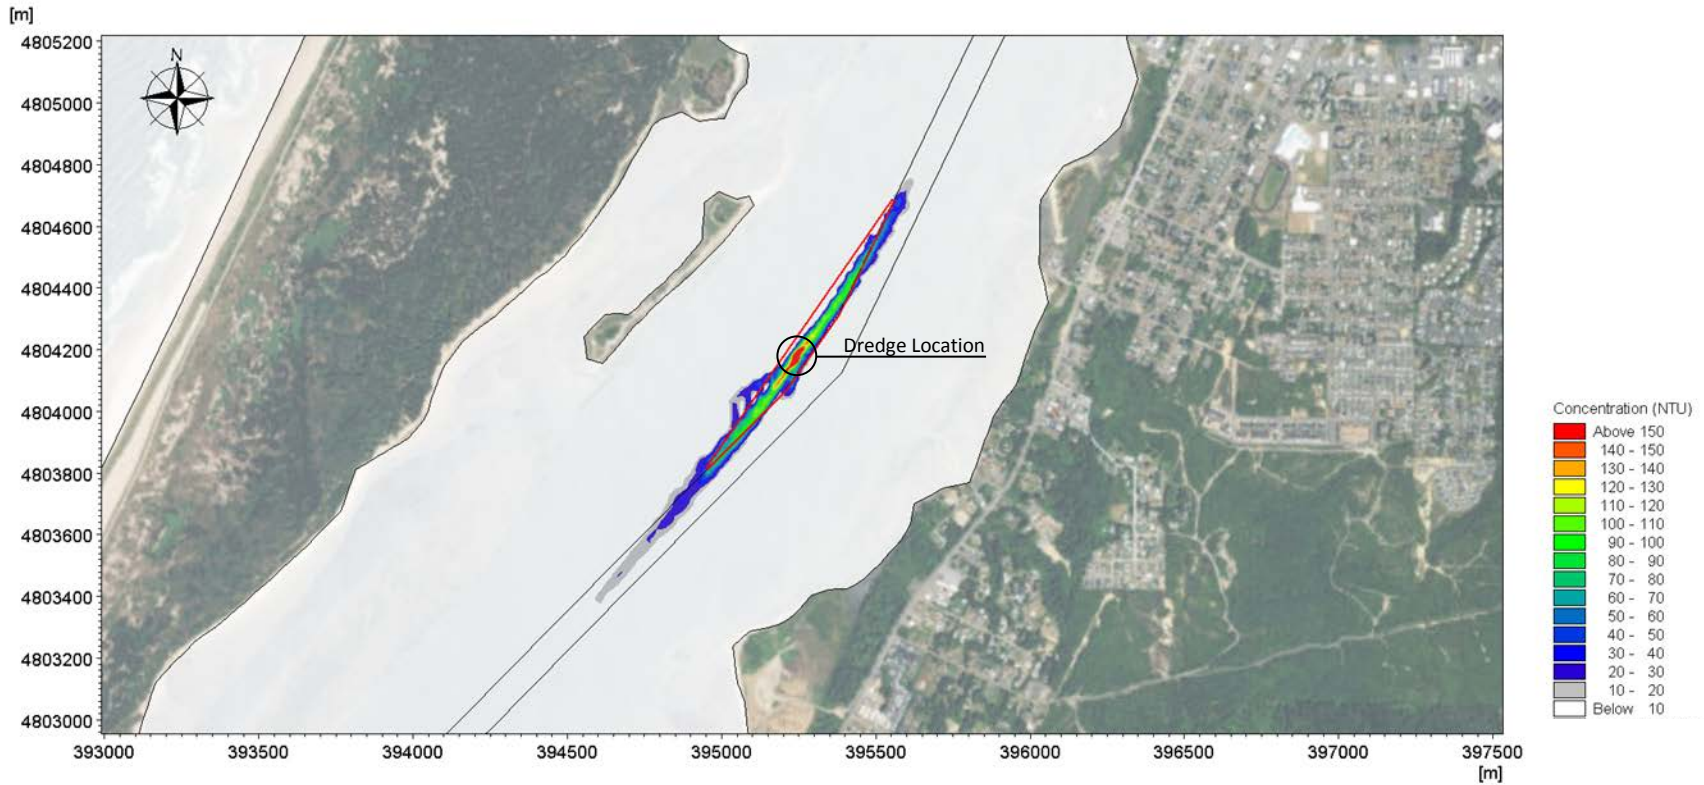 [m]
N
4805200
4805000
4804800
4804600
4804400
4804200
4804000
4803800
4803600
4803400
4803200
4803000
Dredge Location
393000 393500 394000 394500 395000 395500 396000 396500 397000 397500
[m]
Concentration (NTU)
Above 150
140 - 150
130 - 140
120 - 130
110 - 120
100 - 110
90 - 100
80 - 90
70 - 80
60 - 70
50 - 60
40 - 50
30 - 40
20 - 30
10 - 20
Below 10